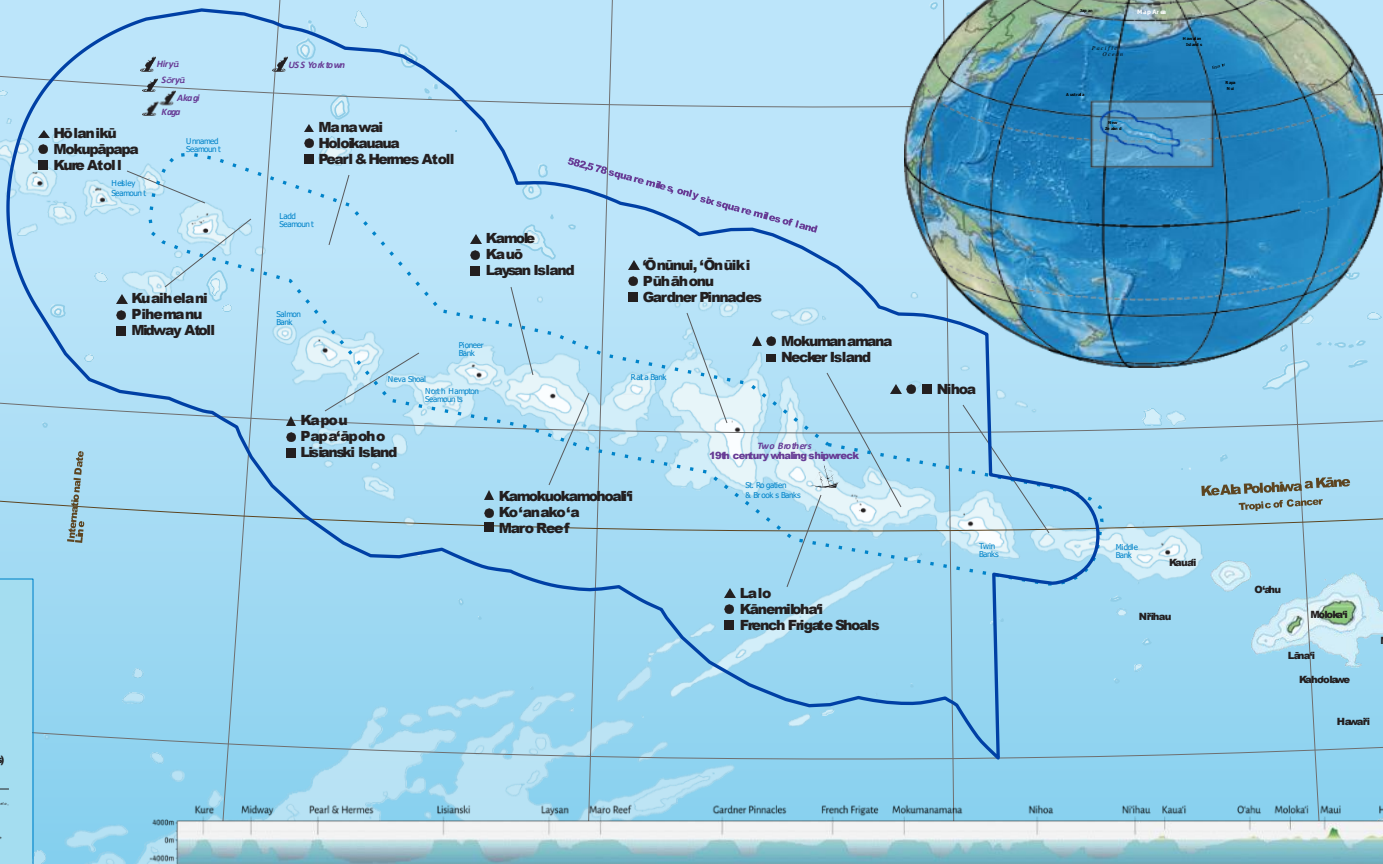 Map Area
Pacific
Ocean
Hiryū
Sōryū
Akagi
Kaga
USS Yorktown
Hōlanikū
Mokupāpapa
Kure Atoll
Unnamed
Seamount
Manawai
Holoikauaua
Pearl & Hermes Atoll
582,578 square miles, only six square miles of land
Helsley
Seamount
Ladd
Seamount
Kamole
Kauō
Laysan Island
ʻŌnūnui, ʻŌnūiki
Pūhāhonu
Gardner Pinnacles
Kuaihelani
Pihemanu
Midway Atoll
Salmon
Bank
Pioneer
Bank
Mokumanamana
Necker Island
Neva Shoal
North Hampton
Seamounts
Raita Bank
Nihoa
Kapou
Papaʻāpoho
Lisianski Island
Two Brothers
19th century whaling shipwreck
St. Rogatien
& Brooks Banks
International Date
Line
Kamokuokamohoaliʻi
Koʻanakoʻa
Maro Reef
Ke Ala Polohiwa a Kāne
Tropic of Cancer
Twin
Banks
Middle
Bank
Kauaʻi
Lalo
Kānemilohaʻi
French Frigate Shoals
Niʻihau
Oʻahu
Molokaʻi
Lānaʻi
Kahdolawe
Hawaiʻi
Kure Midway Pearl & Hermes Lisianski Laysan Maro Reef Gardner Pinnacles French Frigate Mokumanamana Nihoa Niʻihau Kauaʻi Oʻahu Molokaʻi Maui H
4000m
0m
-4000m